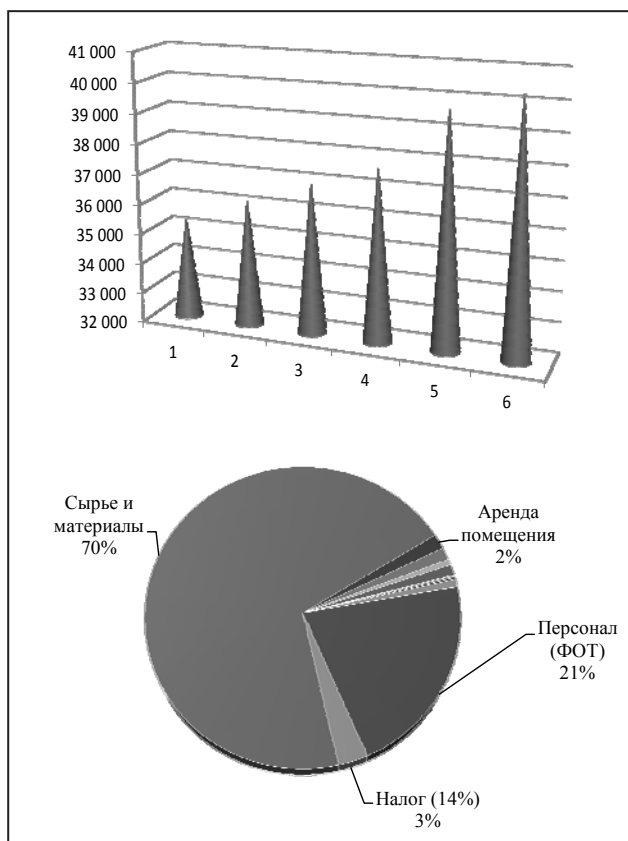 41 000
40 000
39 000
38 000
37 000
36 000
35 000
34 000
33 000
32 000
1
2
3
4
5
6
Сырье и
материалы
70%
Аренда
помещения
2%
Персонал
(ФОТ)
21%
Налог (14%)
3%